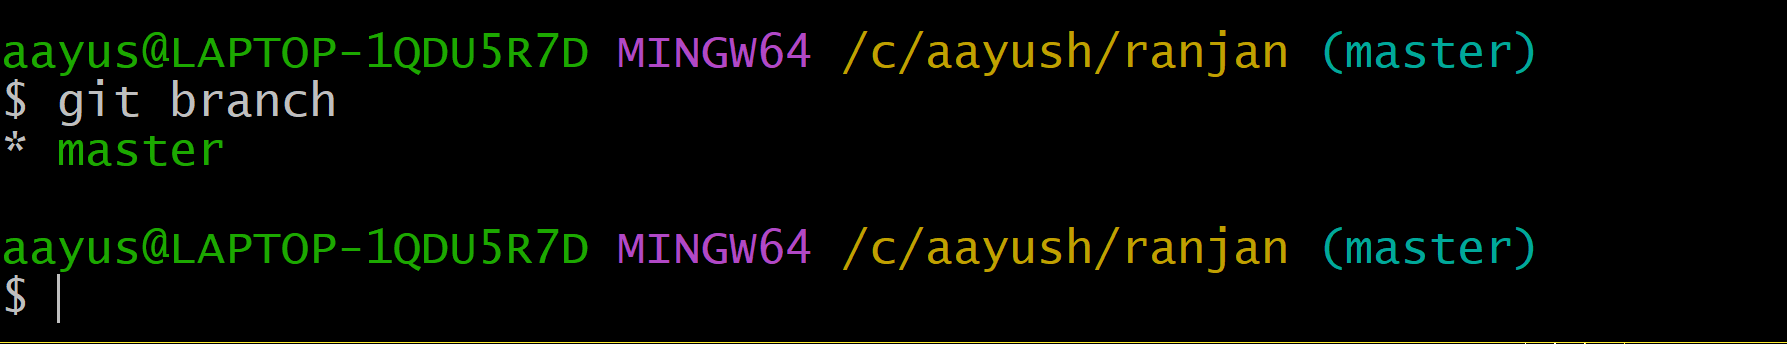 aayus@LAPTOP-1QDU5R7D MINGW64 /c/aayush/ranjan (master)
$ git branch
* master
aayus@LAPTOP-1QDU5R7D MINGW64 /c/aayush/ranjan (master)
$